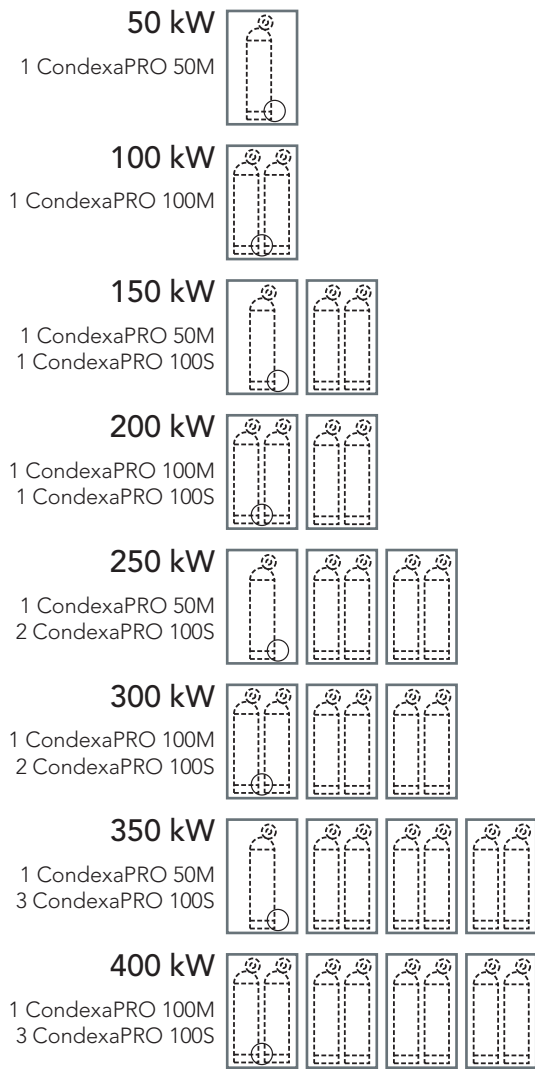 50 kW
1 CondexaPRO 50M
100 kW
1 CondexaPRO 100M
150 kW
1 CondexaPRO 50M
1 CondexaPRO 100S
200 kW
1 CondexaPRO 100M
1 CondexaPRO 100S
250 kW
1 CondexaPRO 50M
2 CondexaPRO 100S
300 kW
1 CondexaPRO 100M
2 CondexaPRO 100S
350 kW
1 CondexaPRO 50M
3 CondexaPRO 100S
400 kW
1 CondexaPRO 100M
3 CondexaPRO 100S